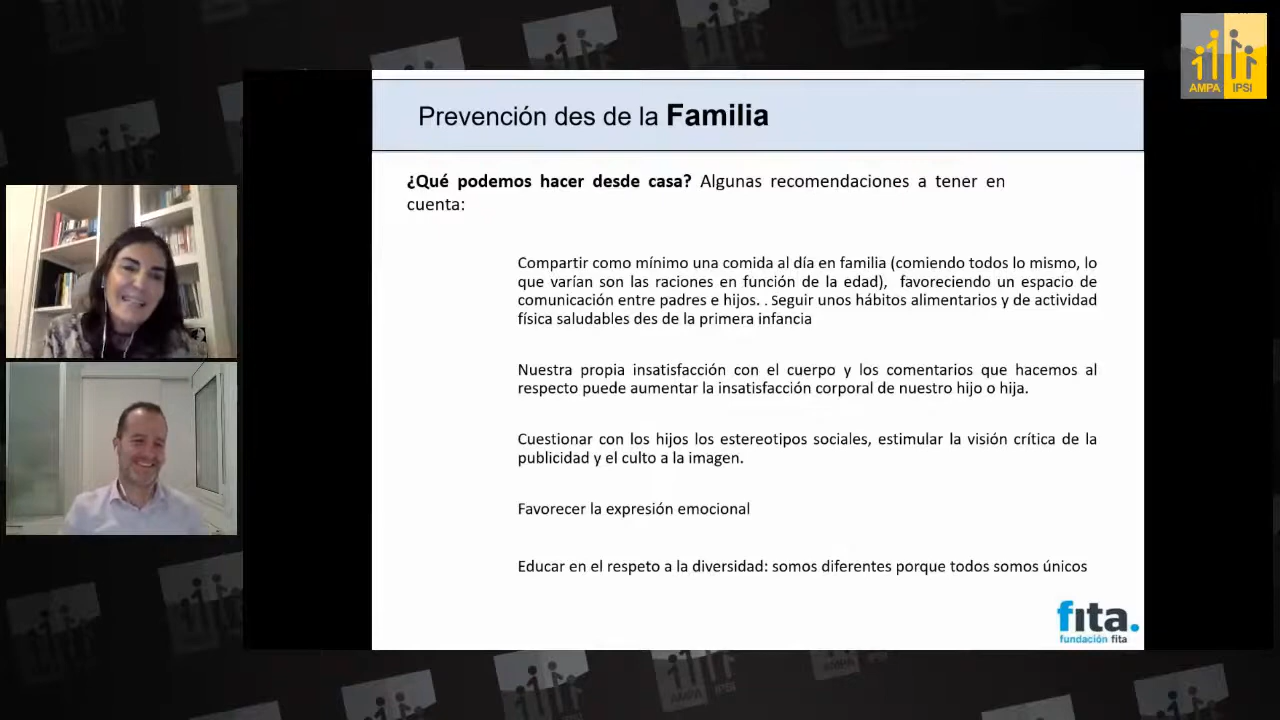 AMPA IPSI
Prevención des de la Familia
¿Qué podemos hacer desde casa? Algunas recomendaciones a tener en
cuenta:
Compartir como mínimo una comida al día en familia (comiendo todos lo mismo, lo
que varían son las raciones en función de la edad), favoreciendo un espacio de
comunicación entre padres e hijos. . Seguir unos hábitos alimentarios y de actividad
física saludables des de la primera infancia
Nuestra propia insatisfacción con el cuerpo y los comentarios que hacemos al
respecto puede aumentar la insatisfacción corporal de nuestro hijo o hija.
Cuestionar con los hijos los estereotipos sociales, estimular la visión crítica de la
publicidad y el culto a la imagen.
Favorecer la expresión emocional
Educar en el respeto a la diversidad: somos diferentes porque todos somos únicos
fita.
fundación fita
AMPA IPSI
AMPA